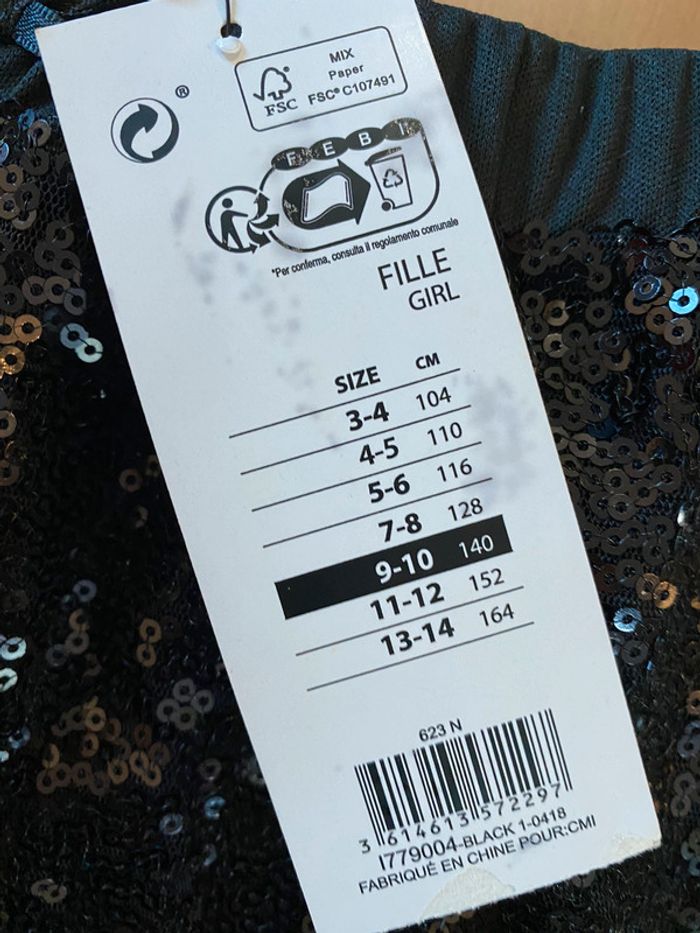 ®
MIX
Paper
FSC
FSC® C107491
F E B I
*Per conferma, consulta il regolamento comunale
FILLE
GIRL
SIZE CM
3-4 104
4-5 110
5-6 116
7-8 128
9-10 140
11-12 152
13-14 164
623 N
3 614613 572297
I779004-BLACK 1-0418
FABRIQUÉ EN CHINE POUR:CMI